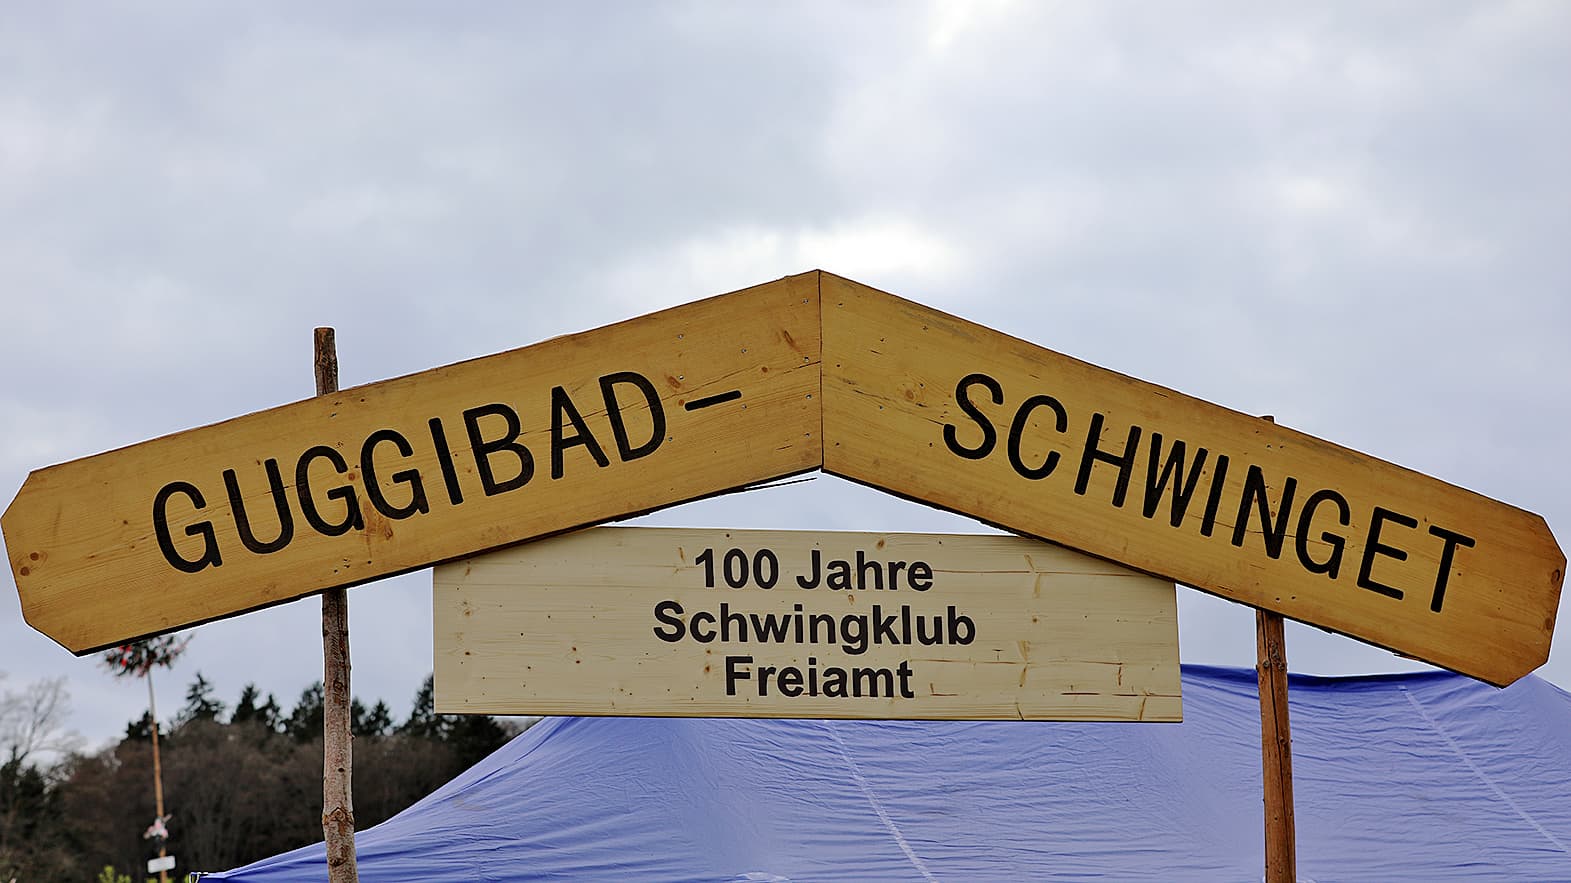 GUGGIBAD-
SCHWINGET
100 Jahre
Schwingklub
Freiamt